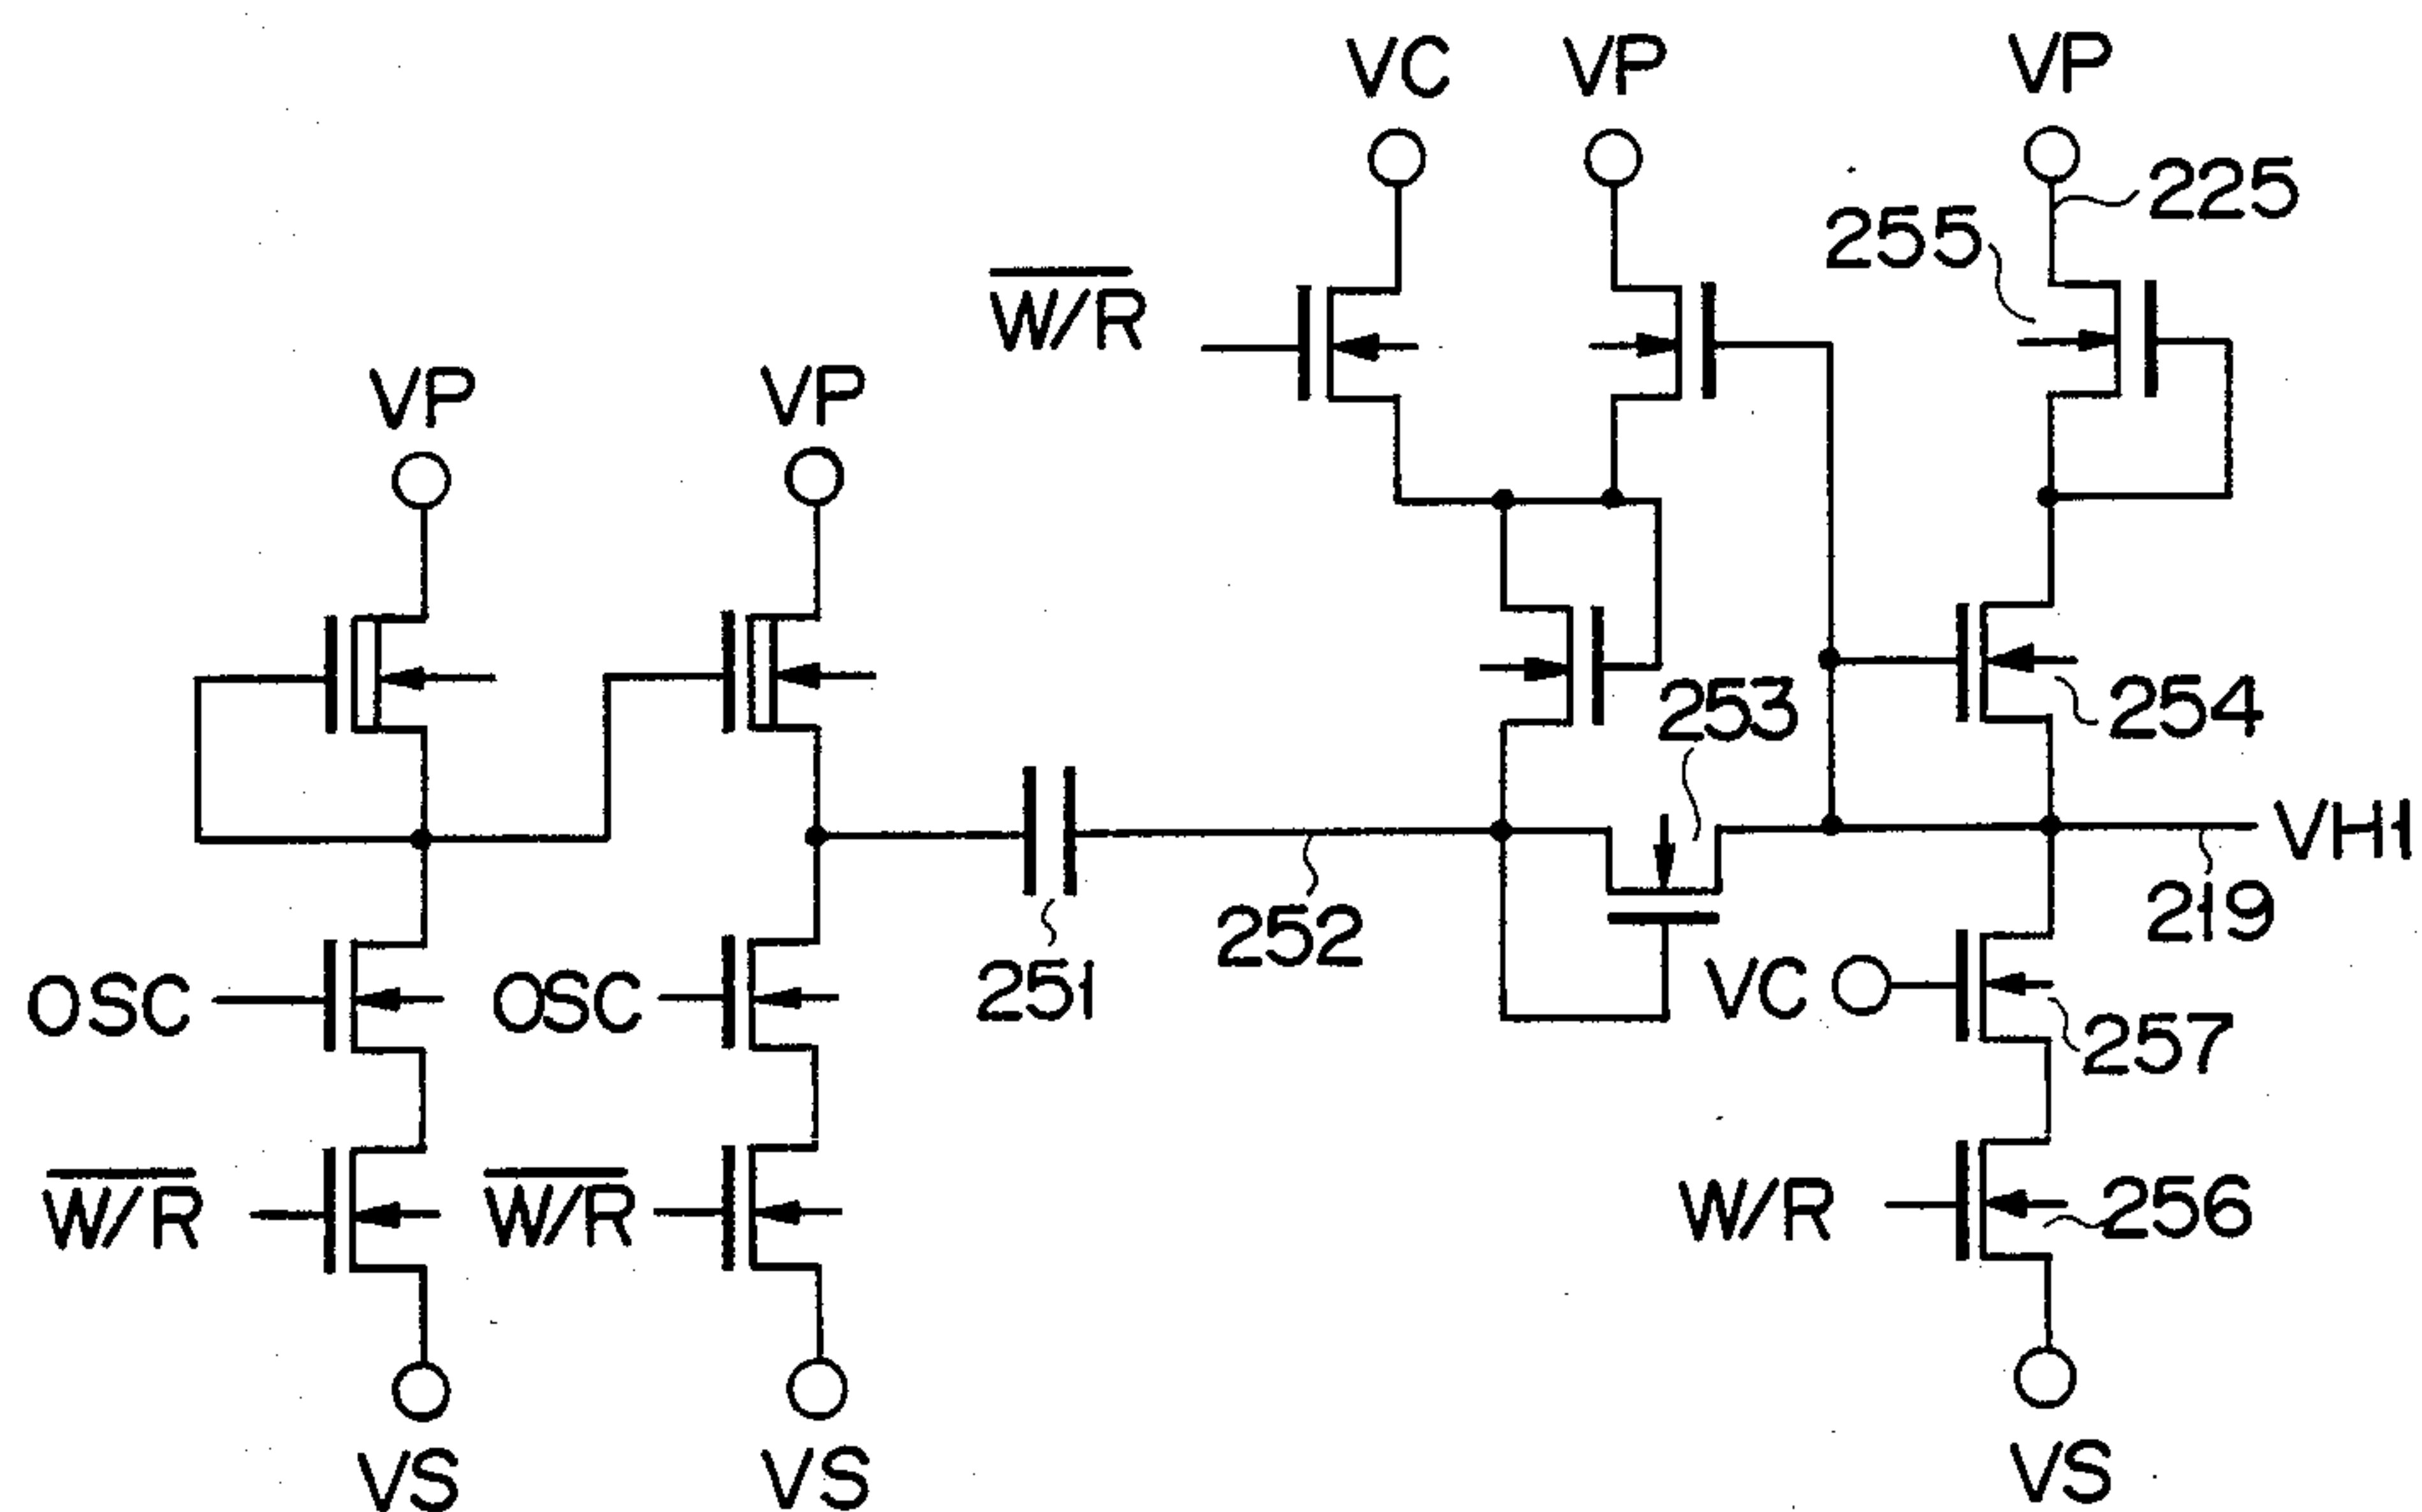 VC VP VP
225
255
W/R
VP VP
253 254
VH1
219
252
251
OSC OSC VC
257
W/R W/R W/R 256
VS VS VS